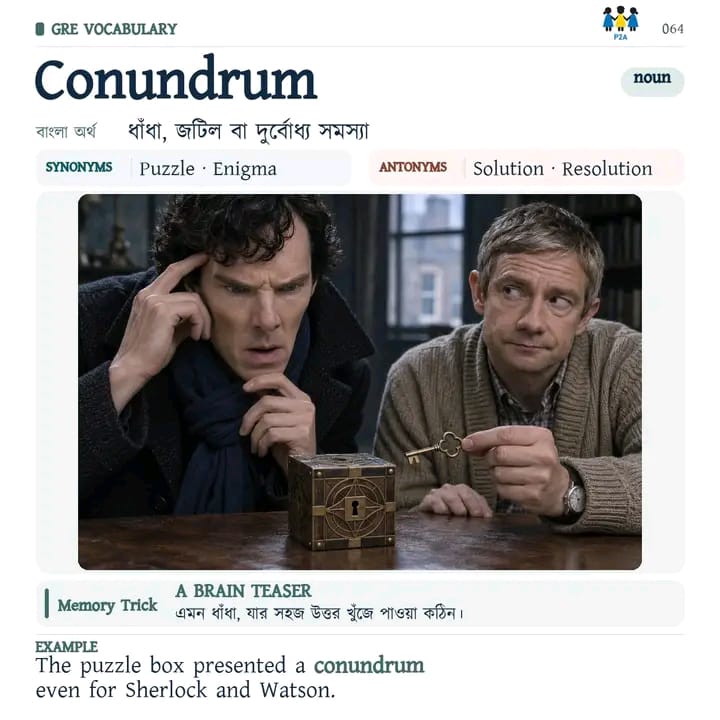 GRE VOCABULARY
P2A
064
Conundrum
noun
বাংলা অর্থ ধাঁধা, জটিল বা দুর্বোধ্য সমস্যা
SYNONYMS Puzzle · Enigma
ANTONYMS Solution · Resolution
Memory Trick
A BRAIN TEASER
এমন ধাঁধা, যার সহজ উত্তর খুঁজে পাওয়া কঠিন।
EXAMPLE
The puzzle box presented a conundrum
even for Sherlock and Watson.